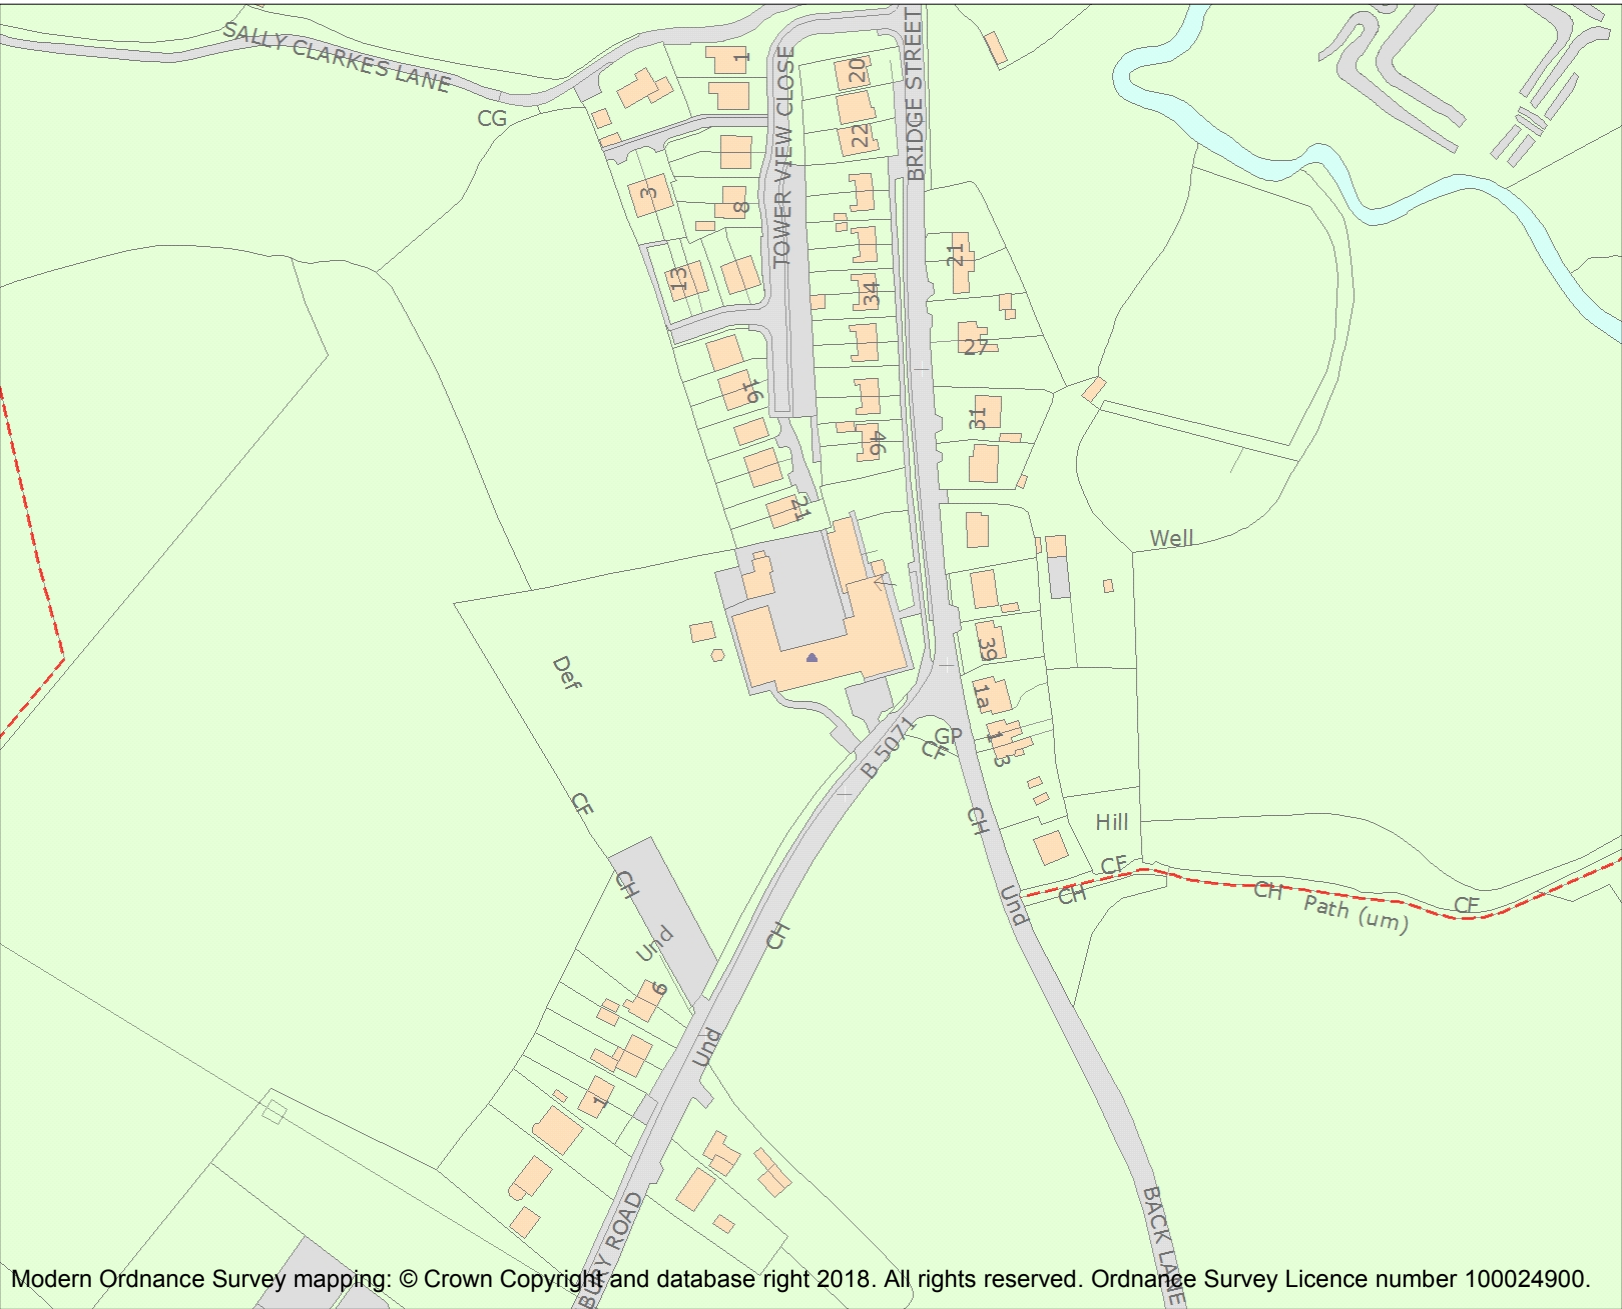 SALLY CLARKES LANE
CG
1
TOWER VIEW CLOSE
20
BRIDGE STREET
22
3
8
21
13
34
27
16
31
46
21
Well
39
Def
1a
B 5071
GP
CF
1
3
CF
CH
Hill
CF
CH
CH
Und
CH
Path (um)
CF
CH
Und
6
Und
1
BURY ROAD
BACK LANE
Modern Ordnance Survey mapping: © Crown Copyright and database right 2018. All rights reserved. Ordnance Survey Licence number 100024900.